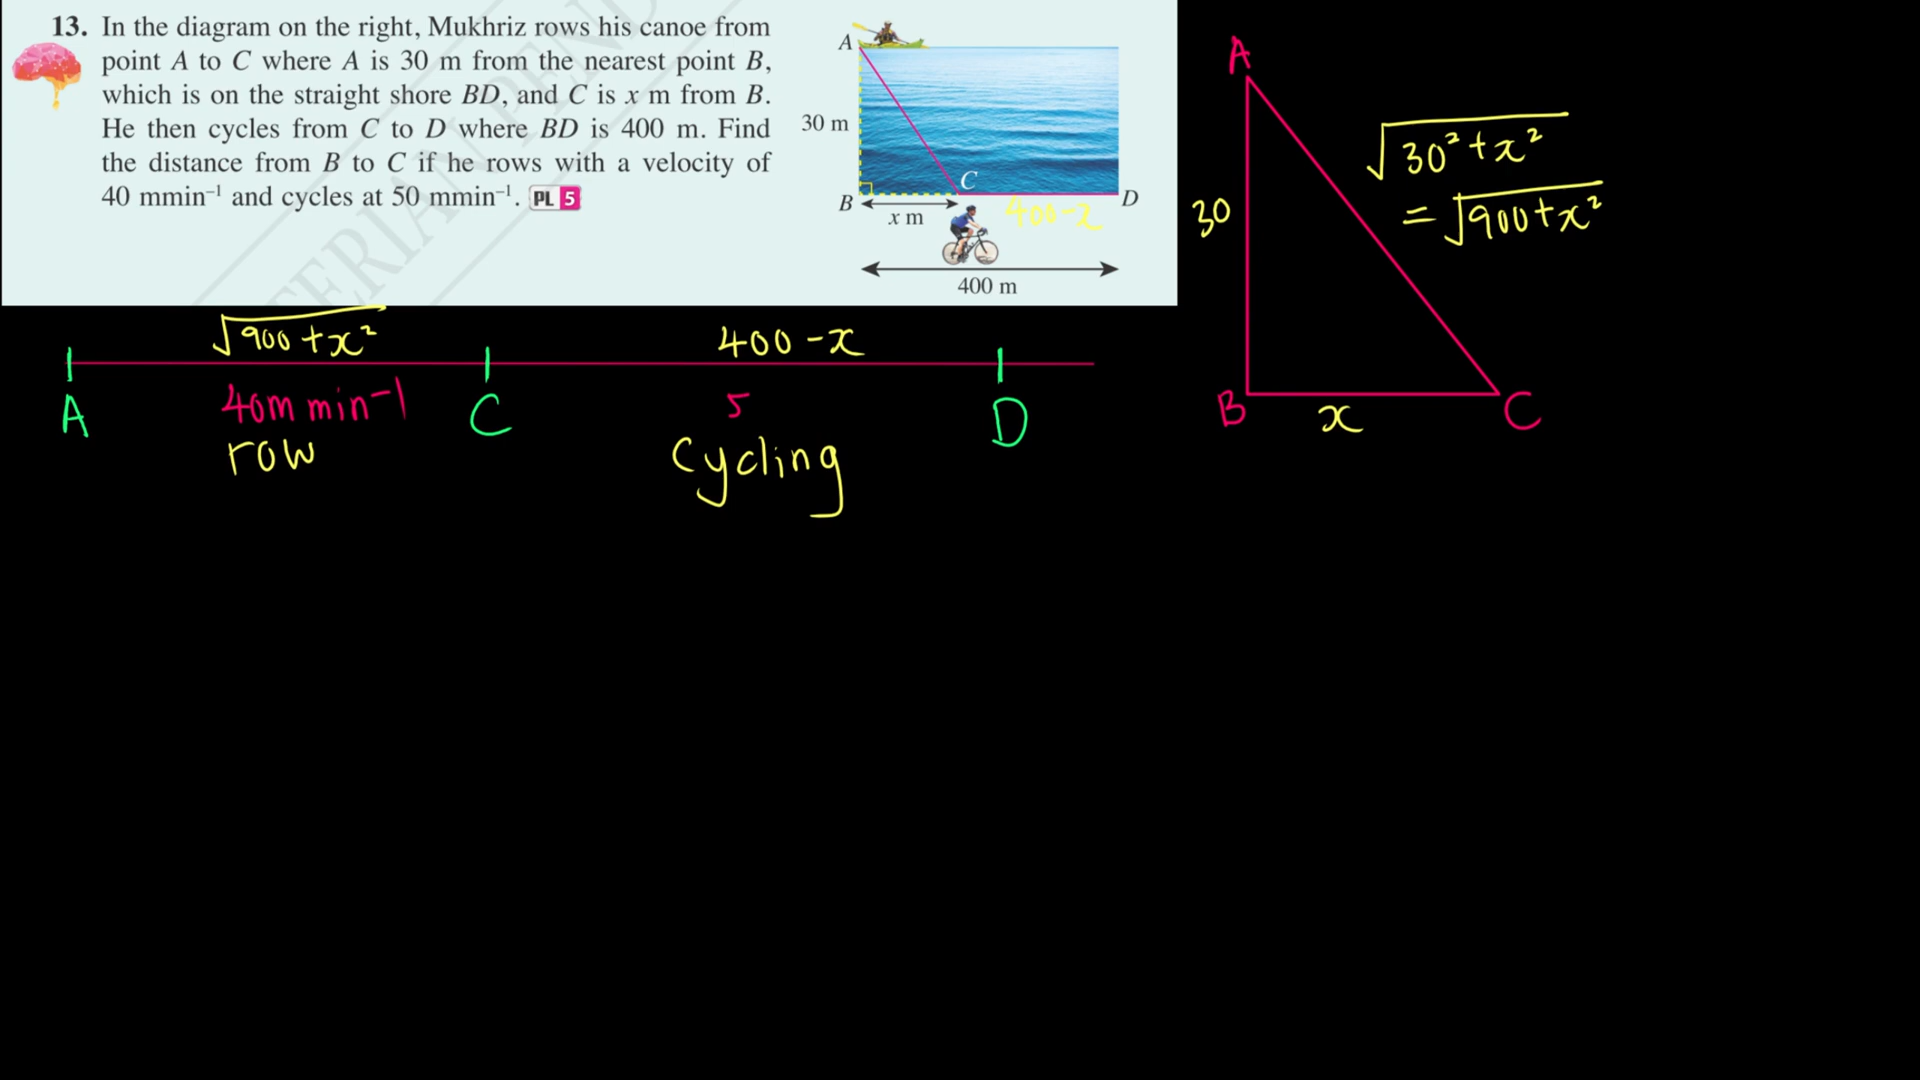 13. In the diagram on the right, Mukhriz rows his canoe from
point A to C where A is 30 m from the nearest point B,
which is on the straight shore BD, and C is x m from B.
He then cycles from C to D where BD is 400 m. Find
the distance from B to C if he rows with a velocity of
40 mmin⁻¹ and cycles at 50 mmin⁻¹. PL 5
A
30 m
C
B
D
x m
400-x
400 m
A
√30²+x²
=√900+x²
30
B
x
C
√900+x²
400-x
A
40m min-1
C
5
D
row
cycling